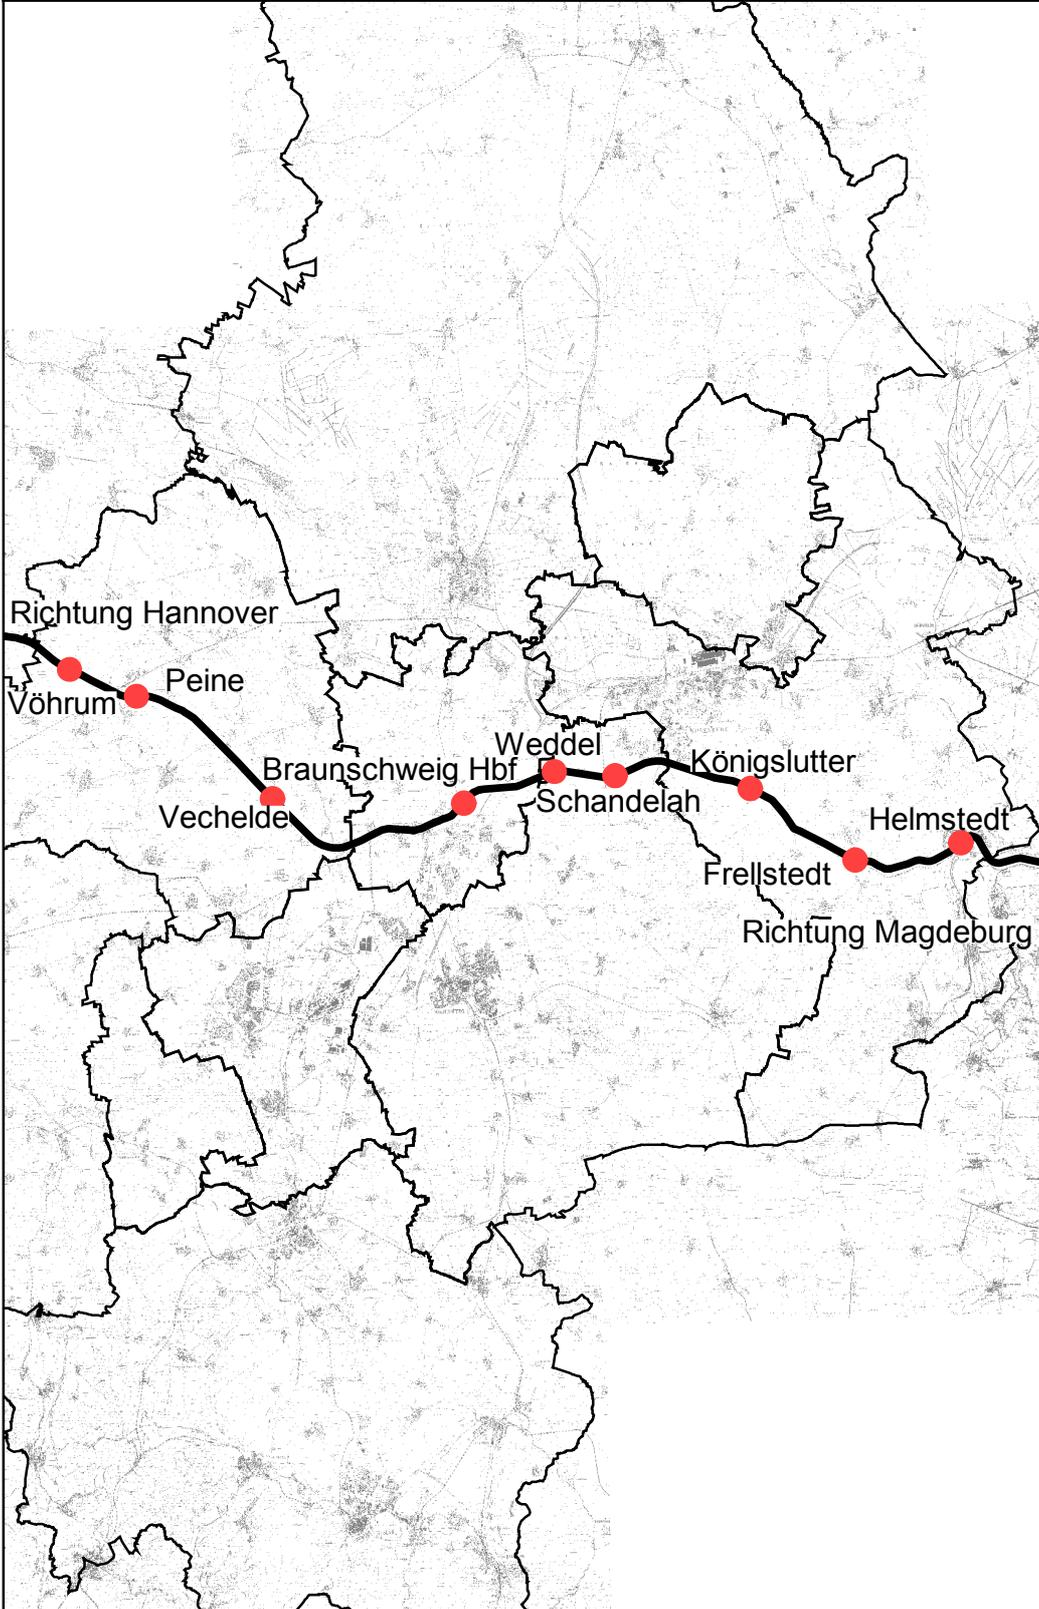 Richtung Hannover
Vöhrum
Peine
Vechelde
Braunschweig Hbf
Weddel
Schandelah
Königslutter
Frellstedt
Helmstedt
Richtung Magdeburg